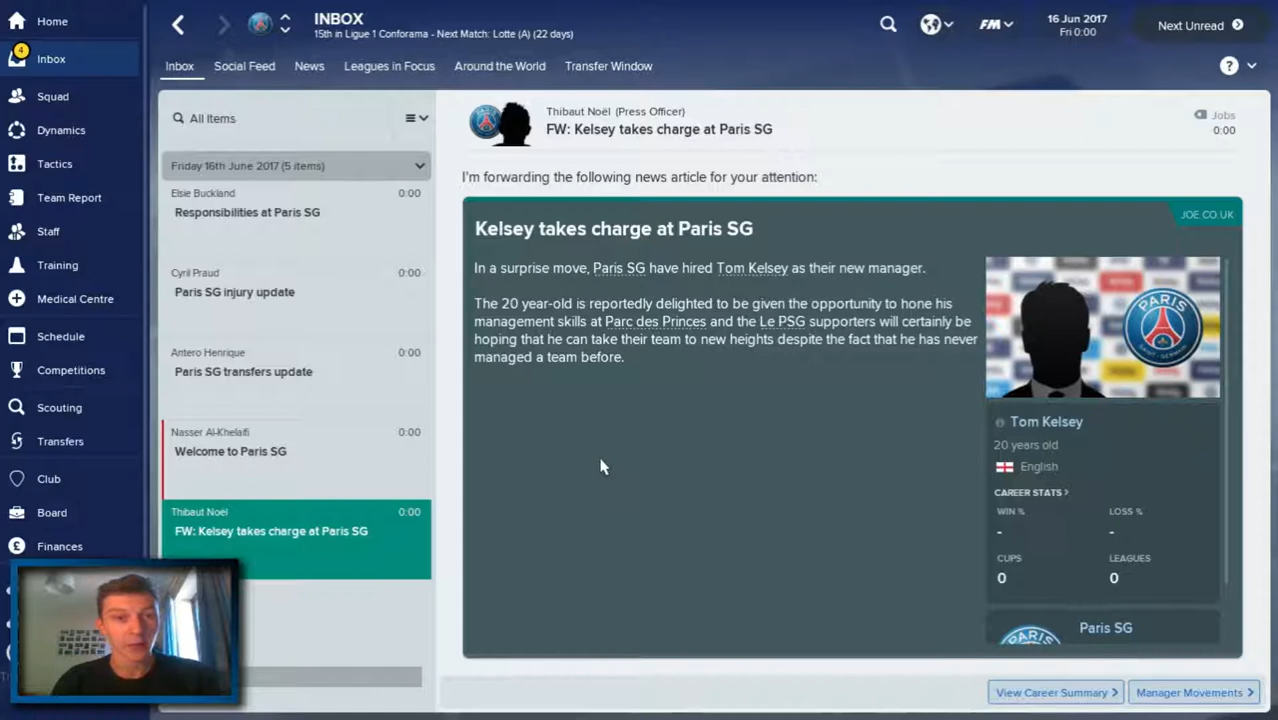 Home
INBOX
15th in Ligue 1 Conforama - Next Match: Lotte (A) (22 days)
FM
16 Jun 2017
Fri 0:00
Next Unread
4
Inbox
Inbox
Social Feed
News
Leagues in Focus
Around the World
Transfer Window
?
Squad
Dynamics
Tactics
Team Report
Staff
Training
Medical Centre
Schedule
Competitions
Scouting
Transfers
Club
Board
Finances
All Items
Friday 16th June 2017 (5 items)
Elsie Buckland 0:00
Responsibilities at Paris SG
Cyril Praud 0:00
Paris SG injury update
Antero Henrique 0:00
Paris SG transfers update
Nasser Al-Khelaifi 0:00
Welcome to Paris SG
Thibaut Noël 0:00
FW: Kelsey takes charge at Paris SG
Thibaut Noël (Press Officer)
FW: Kelsey takes charge at Paris SG
Jobs
0:00
I'm forwarding the following news article for your attention:
Kelsey takes charge at Paris SG
JOE.CO.UK
In a surprise move, Paris SG have hired Tom Kelsey as their new manager.
The 20 year-old is reportedly delighted to be given the opportunity to hone his
management skills at Parc des Princes and the Le PSG supporters will certainly be
hoping that he can take their team to new heights despite the fact that he has never
managed a team before.
PARIS
SAINT-GERMAIN
Tom Kelsey
20 years old
English
CAREER STATS >
WIN % LOSS %
- -
CUPS LEAGUES
0 0
PARIS
Paris SG
View Career Summary >
Manager Movements >